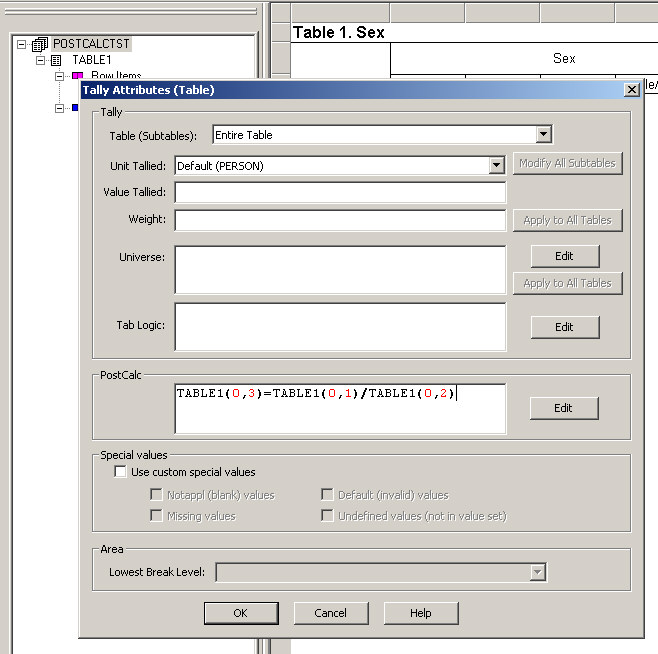 POSTCALCTST
TABLE1
Row Items
Table 1. Sex
Sex
le/
Tally Attributes (Table)
Tally
Table (Subtables): Entire Table
Unit Tallied: Default (PERSON) Modify All Subtables
Value Tallied:
Weight: Apply to All Tables
Universe: Edit
Apply to All Tables
Tab Logic: Edit
PostCalc
TABLE1(0,3)=TABLE1(0,1)/TABLE1(0,2) Edit
Special values
Use custom special values
Notappl (blank) values Default (invalid) values
Missing values Undefined values (not in value set)
Area
Lowest Break Level:
OK Cancel Help